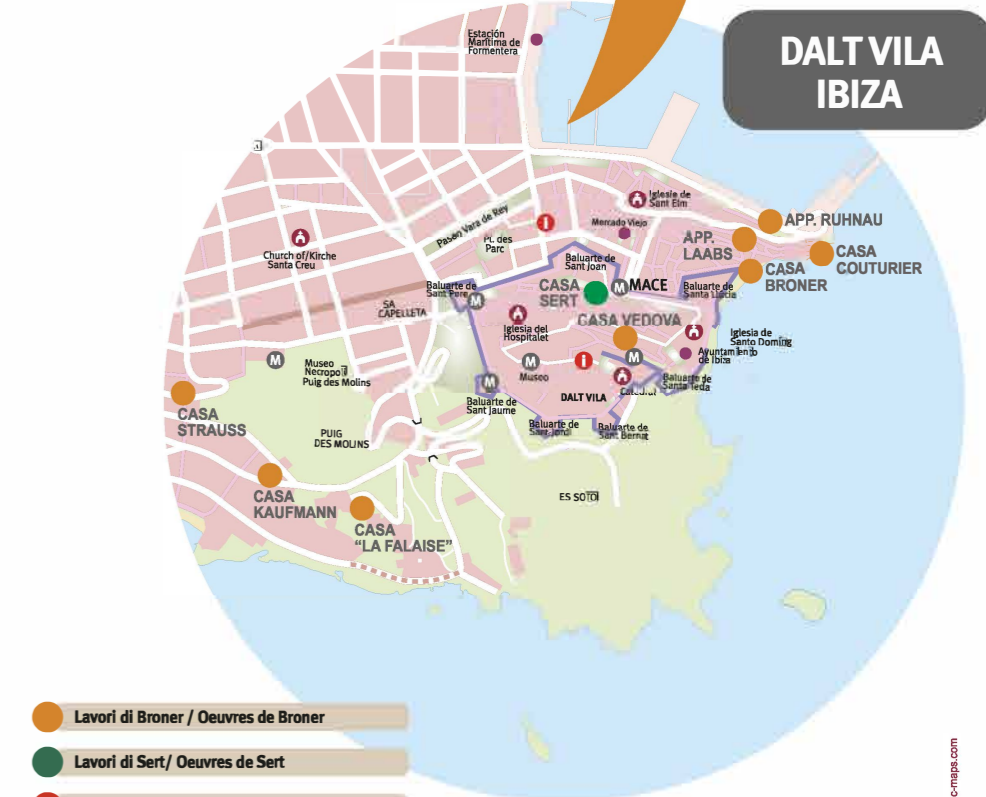 DALT VILA
IBIZA
Estación
Marítima de
Formentera
Iglesia de
Sant Elm
Mercado Viejo
Paseo Vara de Rey
Pl. des
Parc
APP. RUHNAU
APP.
LAABS
CASA
COUTURIER
CASA
BRONER
Church of/Kirche
Santa Creu
Baluarte de
Sant Joan
Baluarte de
Sant Pere
CASA
SERT
M
MACE
Baluarte de
Santa Llúcia
M
SA
CAPELLETA
CASA VEDOVA
Iglesia del
Hospitalet
Iglesia de
Santo Doming
Ayuntamiento
de Ibiza
M
Museo
Necropol
Puig des Molins
M
Museo
i
i
M
Catedral
Baluarte de
Santa Tecla
M
Baluarte de
Sant Jaume
DALT VILA
Baluarte de
Sant Jordi
Baluarte de
Sant Bernat
CASA
STRAUSS
PUIG
DES MOLINS
CASA
KAUFMANN
CASA
“LA FALAISE”
ES SOTO
Lavori di Broner / Oeuvres de Broner
Lavori di Sert/ Oeuvres de Sert
c-maps.com